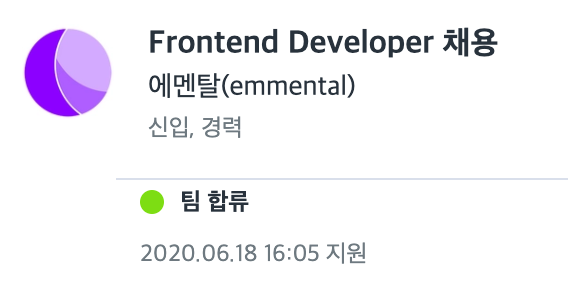 Frontend Developer 채용
에멘탈(emmental)
신입, 경력
팀 합류
2020.06.18 16:05 지원